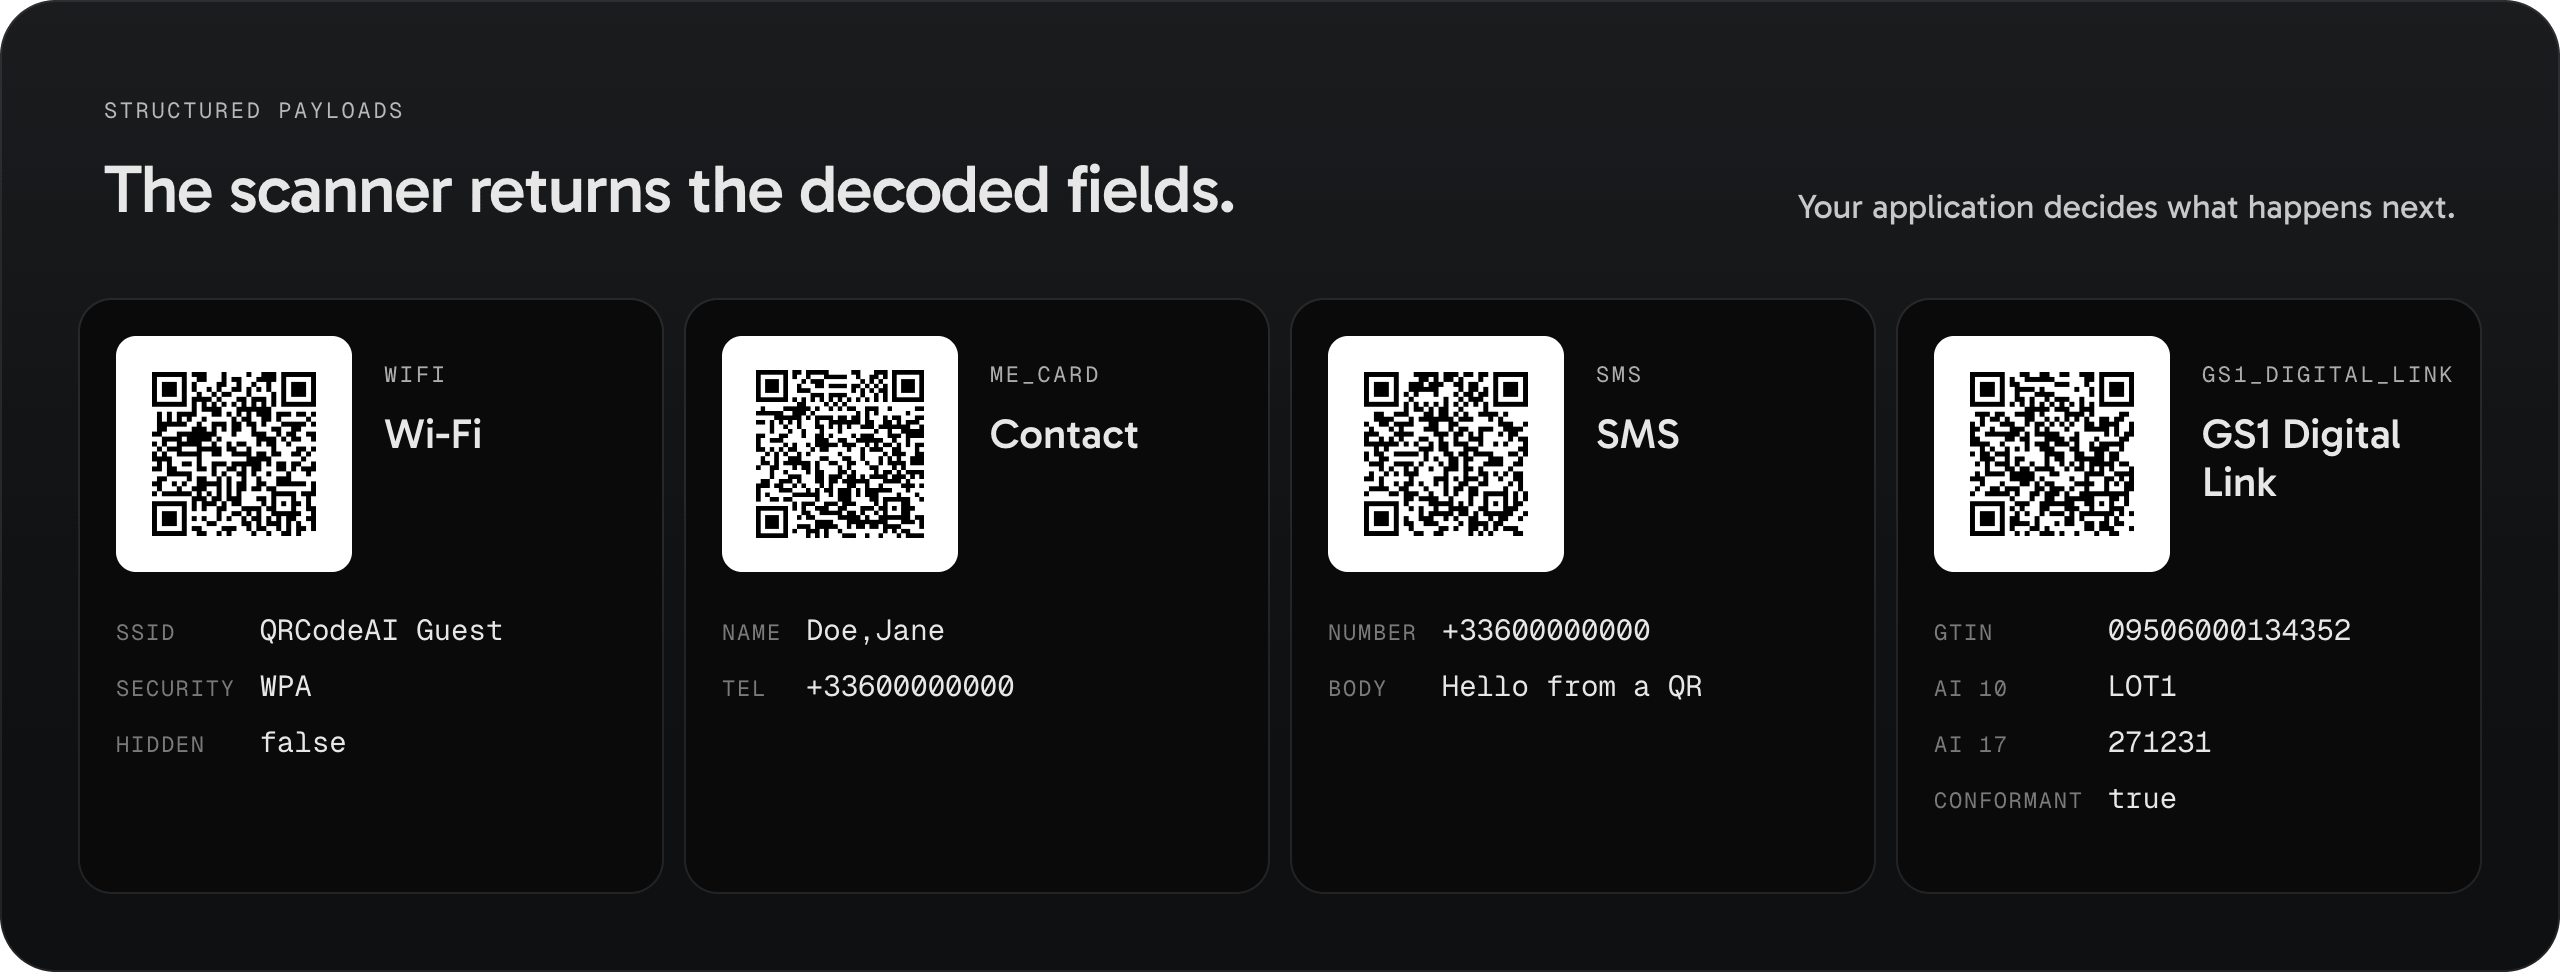 STRUCTURED PAYLOADS
The scanner returns the decoded fields.
Your application decides what happens next.
WIFI
Wi-Fi
SSID QRCodeAI Guest
SECURITY WPA
HIDDEN false
ME_CARD
Contact
NAME Doe,Jane
TEL +33600000000
SMS
SMS
NUMBER +33600000000
BODY Hello from a QR
GS1_DIGITAL_LINK
GS1 Digital
Link
GTIN 09506000134352
AI 10 LOT1
AI 17 271231
CONFORMANT true